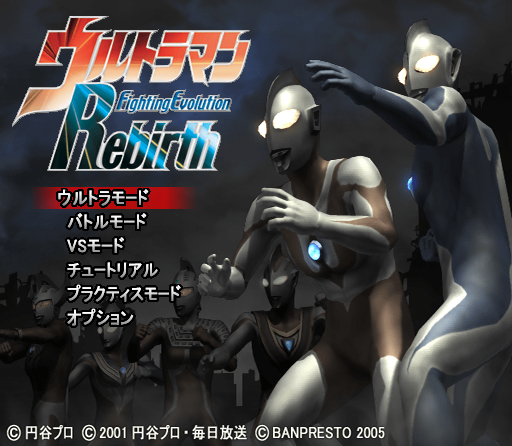 ウルトラマン
Fighting Evolution
Rebirth
ウルトラモード
バトルモード
VSモード
チュートリアル
プラクティスモード
オプション
©円谷プロ ©2001 円谷プロ・毎日放送 ©BANPRESTO 2005